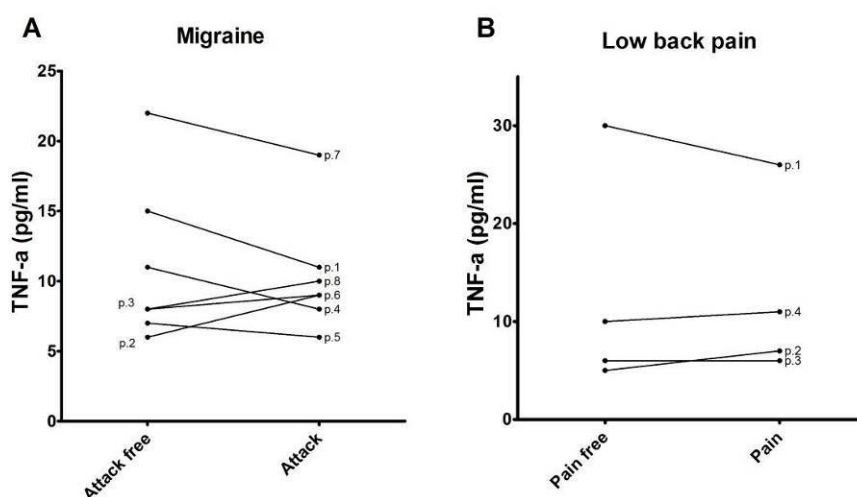 A
Migraine
TNF-a (pg/ml)
25
20
15
10
5
0
p.3
p.2
p.7
p.1
p.8
p.6
p.4
p.5
Attack free
Attack
B
Low back pain
TNF-a (pg/ml)
30
20
10
0
p.1
p.4
p.2
p.3
Pain free
Pain